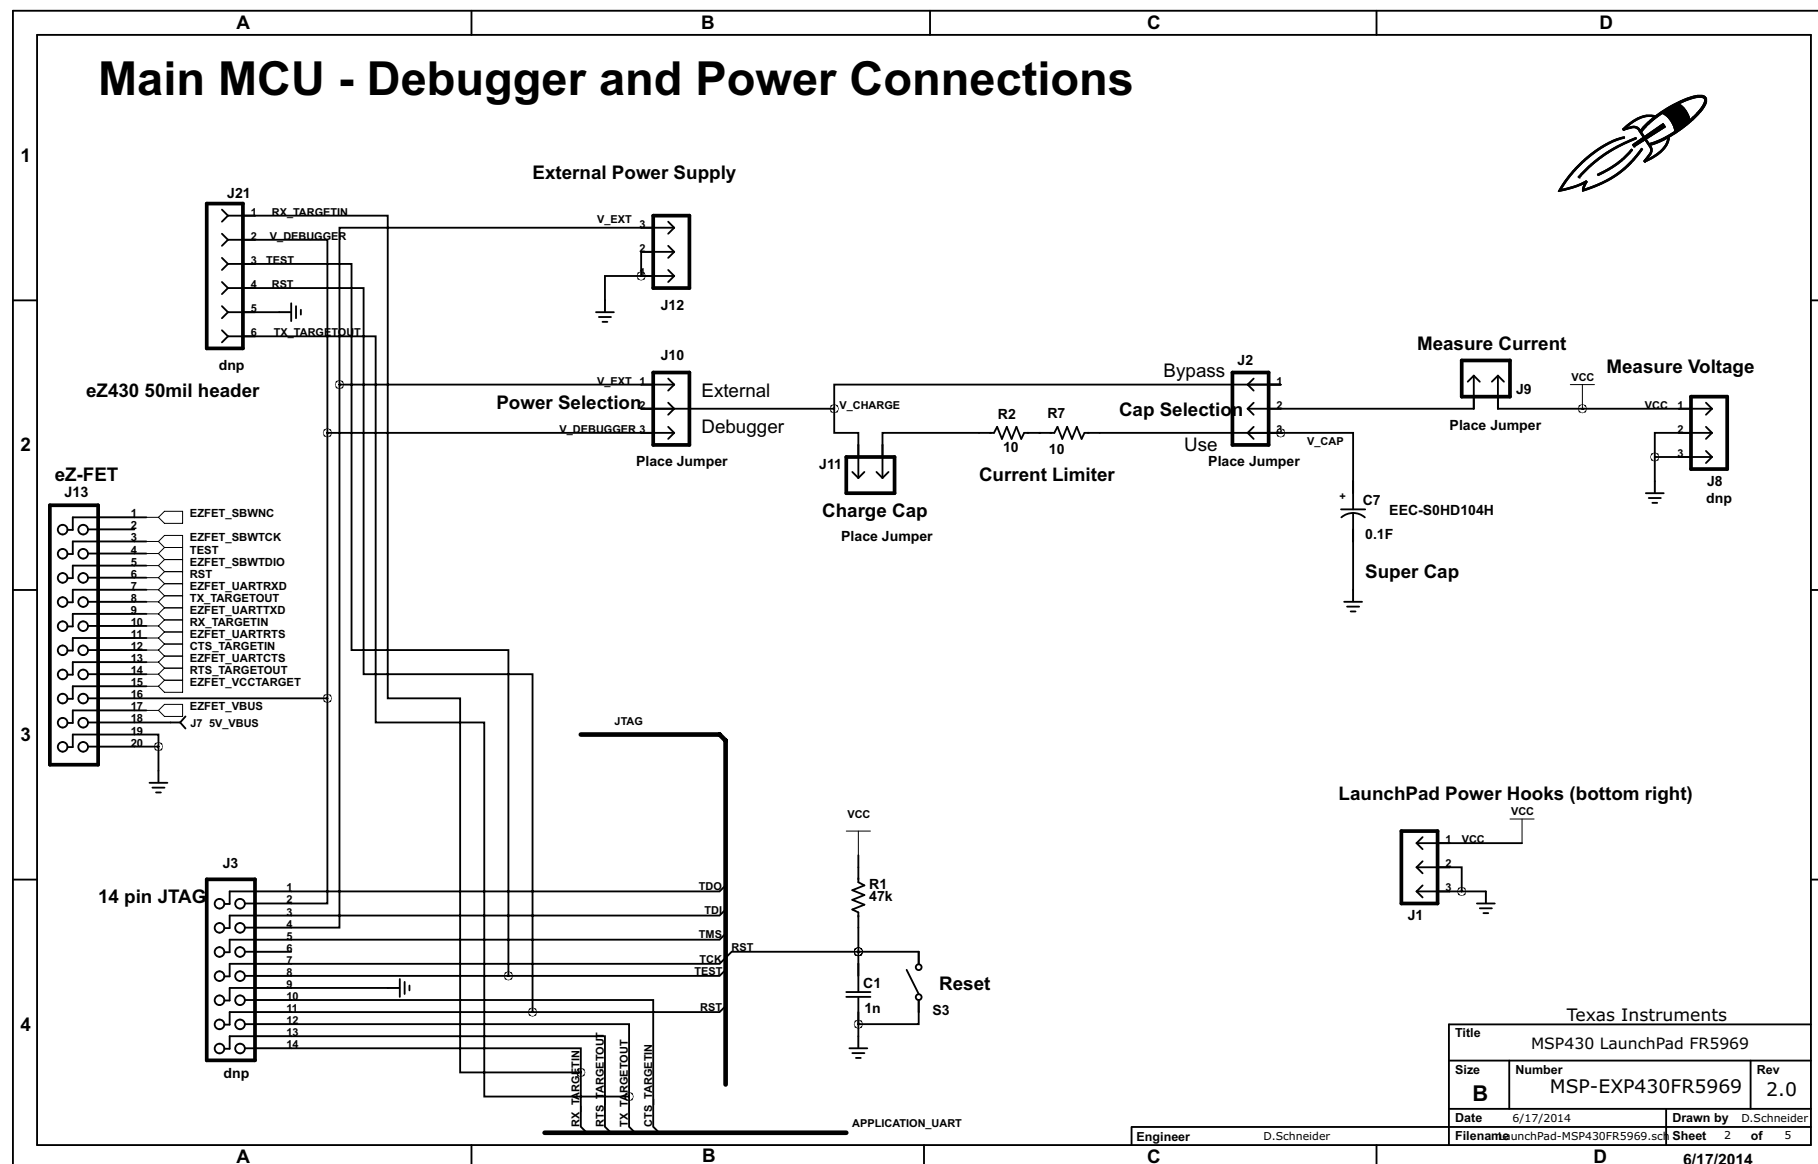 A B C D
Main MCU - Debugger and Power Connections
1
External Power Supply
J21
1 RX_TARGETIN
2 V_DEBUGGER
3 TEST
4 RST
5
6 TX_TARGETOUT
dnp
eZ430 50mil header
V_EXT 3
2
J12
J10
V_EXT 1 External
Power Selection 2
V_DEBUGGER 3 Debugger
Place Jumper
V_CHARGE
J11
Charge Cap
Place Jumper
R2
10
R7
10
Current Limiter
J2
Bypass 1
Cap Selection 2
Use 3
V_CAP
Place Jumper
C7
+
EEC-S0HD104H
0.1F
Super Cap
Measure Current
J9
Place Jumper
VCC
Measure Voltage
VCC 1
2
3
J8
dnp
2
eZ-FET
J13
1 EZFET_SBWNC
2
3 EZFET_SBWTCK
4 TEST
5 EZFET_SBWTDIO
6 RST
7 EZFET_UARTRXD
8 TX_TARGETOUT
9 EZFET_UARTTXD
10 RX_TARGETIN
11 EZFET_UARTRTS
12 CTS_TARGETIN
13 EZFET_UARTCTS
14 RTS_TARGETOUT
15 EZFET_VCCTARGET
16
17 EZFET_VBUS
18 J7 5V_VBUS
19
20
3
JTAG
J3
14 pin JTAG
1
2
3
4
5
6
7
8
9
10
11
12
13
14
dnp
TDO
TDI
TMS
TCK
TEST
RST
RST
VCC
R1
47k
C1
1n
Reset
S3
RX_TARGETIN
RTS_TARGETOUT
TX_TARGETOUT
CTS_TARGETIN
APPLICATION_UART
LaunchPad Power Hooks (bottom right)
VCC
1 VCC
2
3
J1
4
Texas Instruments
Title
MSP430 LaunchPad FR5969
Size
B
Number
MSP-EXP430FR5969
Rev
2.0
Date 6/17/2014
Drawn by D.Schneider
Engineer D.Schneider
Filename LaunchPad-MSP430FR5969.sch
Sheet 2 of 5
A B C D
6/17/2014